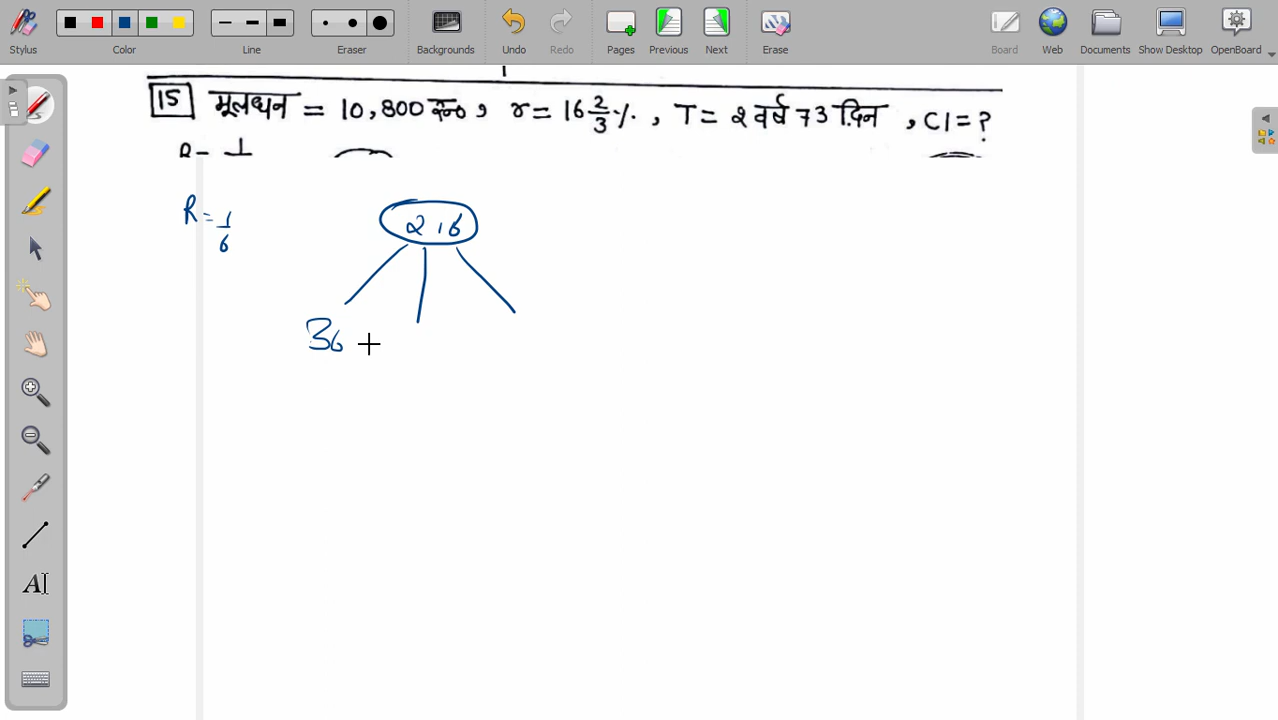 Stylus Color Line Eraser Backgrounds Undo Redo Pages Previous Next Erase Board Web Documents Show Desktop OpenBoard
15 मूलधन = 10,800 रू०, r = 16 2/3 %, T = 2 वर्ष 73 दिन, CI = ?
R = 1/6
216
36